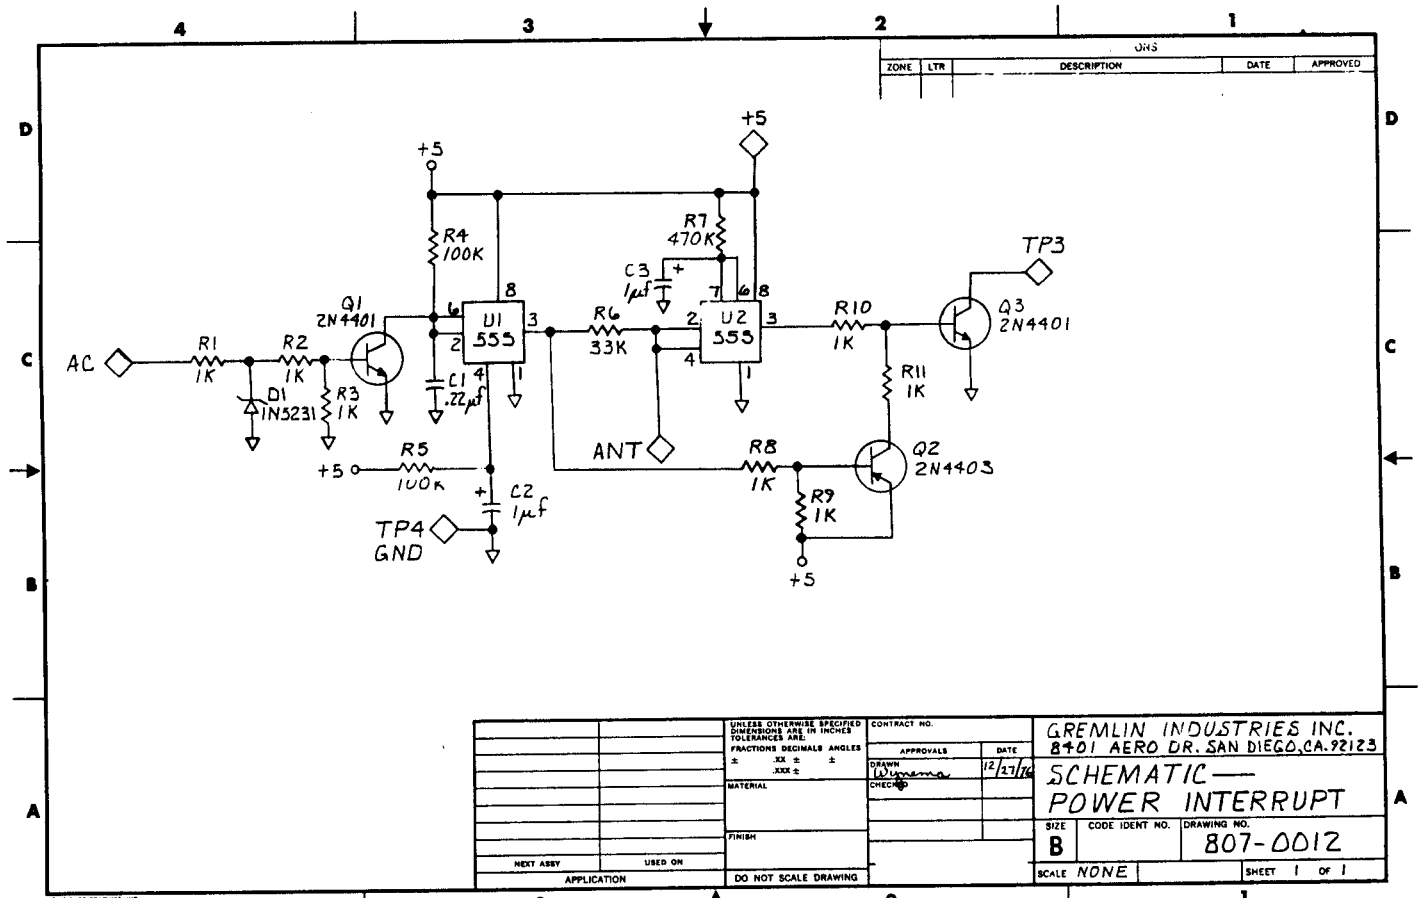 4 3 2 1
ONS
ZONE LTR DESCRIPTION DATE APPROVED
D D
+5
+5
R4
100K
R7
470K
C3 +
1µf
7 6 8
TP3
Q1
2N4401
6 8
U1
555
3
2
4 1
R6
33K
2 U2 3
555
4
1
R10
1K
Q3
2N4401
C C
AC
R1
1K
R2
1K
D1
1N5231
R3
1K
C1
.22µf
R11
1K
ANT
R5
+5
100K
R8
1K
Q2
2N4403
+ C2
1µf
R9
1K
TP4
GND
+5
B B
UNLESS OTHERWISE SPECIFIED
DIMENSIONS ARE IN INCHES
TOLERANCES ARE:
FRACTIONS DECIMALS ANGLES
± .XX ± ±
.XXX ±
MATERIAL
FINISH
DO NOT SCALE DRAWING
NEXT ASSY USED ON
APPLICATION
CONTRACT NO.
APPROVALS DATE
DRAWN
12/27/76
CHECKED
GREMLIN INDUSTRIES INC.
8401 AERO DR. SAN DIEGO, CA. 92123
SCHEMATIC—
POWER INTERRUPT
SIZE
B
CODE IDENT NO.
DRAWING NO.
807-0012
SCALE NONE
SHEET 1 OF 1
A A